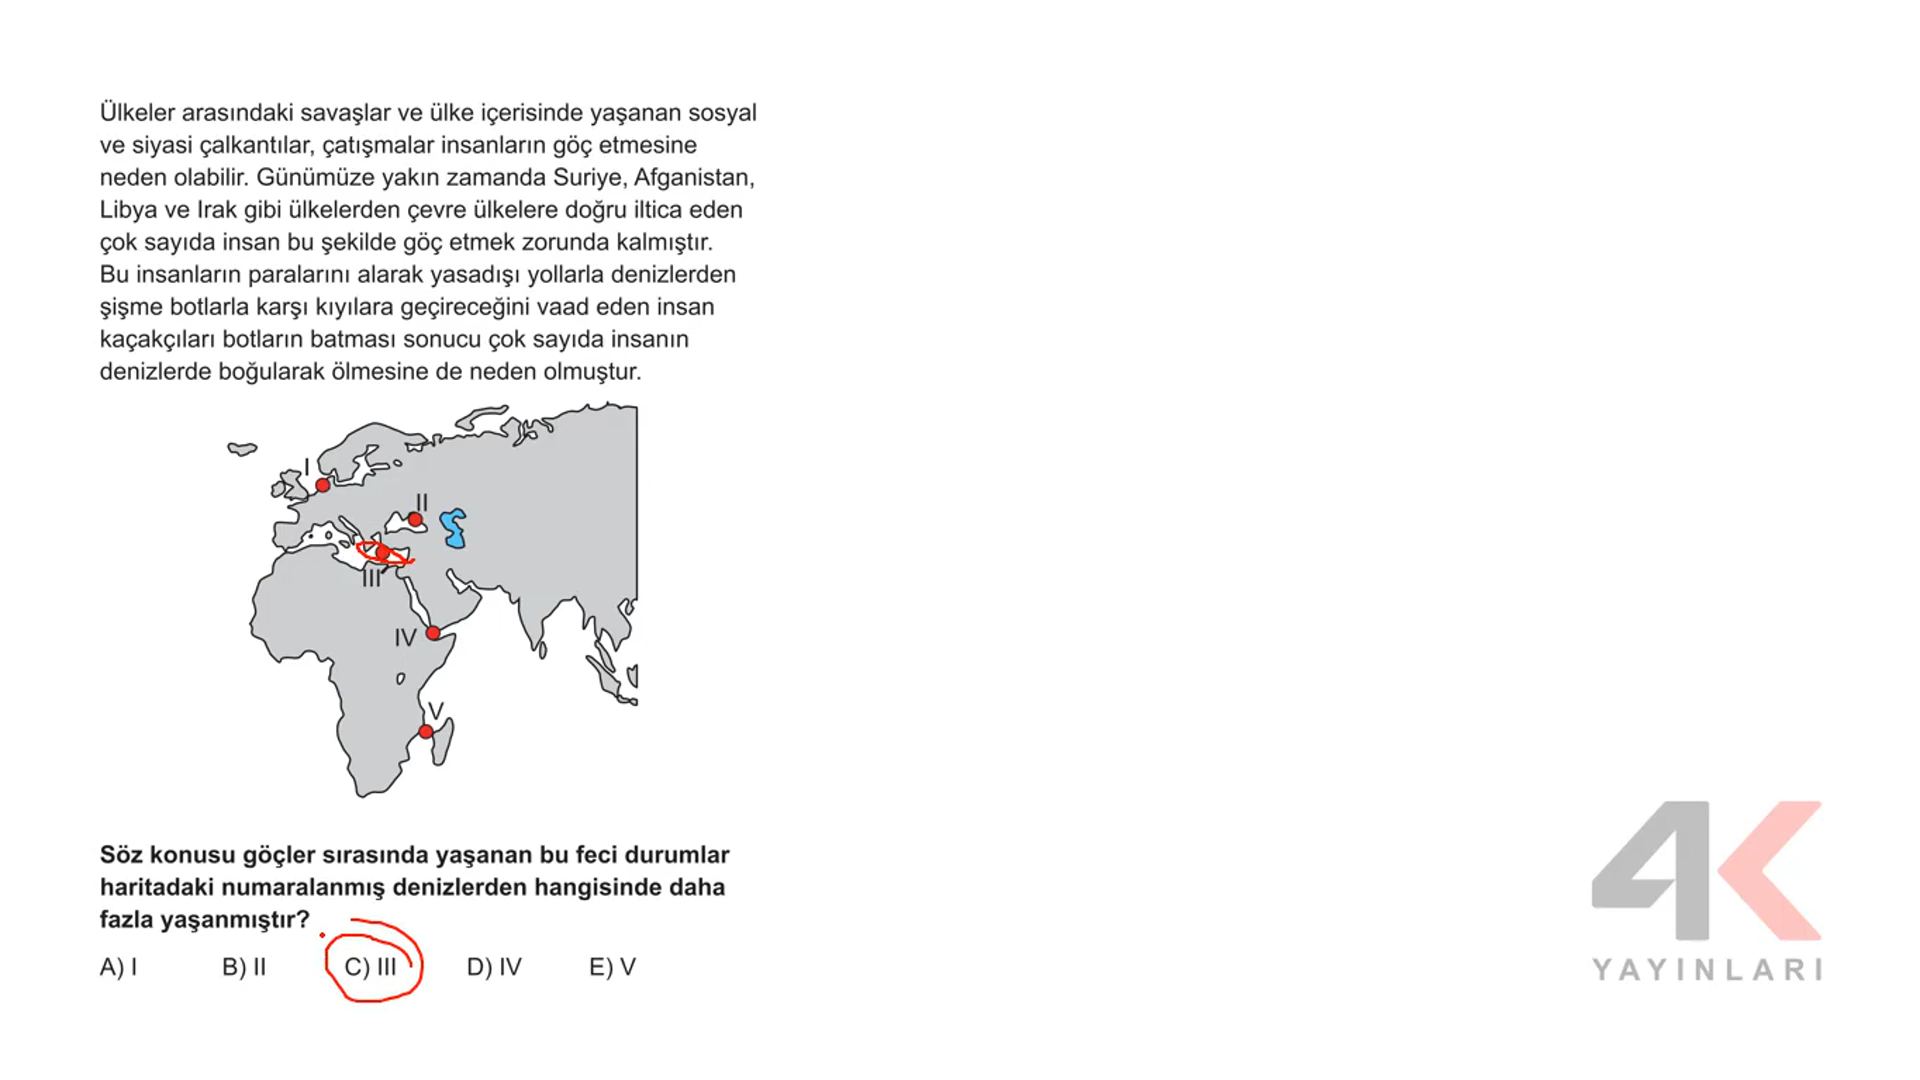 Ülkeler arasındaki savaşlar ve ülke içerisinde yaşanan sosyal
ve siyasi çalkantılar, çatışmalar insanların göç etmesine
neden olabilir. Günümüze yakın zamanda Suriye, Afganistan,
Libya ve Irak gibi ülkelerden çevre ülkelere doğru iltica eden
çok sayıda insan bu şekilde göç etmek zorunda kalmıştır.
Bu insanların paralarını alarak yasadışı yollarla denizlerden
şişme botlarla karşı kıyılara geçireceğini vaad eden insan
kaçakçıları botların batması sonucu çok sayıda insanın
denizlerde boğularak ölmesine de neden olmuştur.
I
II
III
IV
V
Söz konusu göçler sırasında yaşanan bu feci durumlar
haritadaki numaralanmış denizlerden hangisinde daha
fazla yaşanmıştır?
A) I B) II C) III D) IV E) V
4K
YAYINLARI